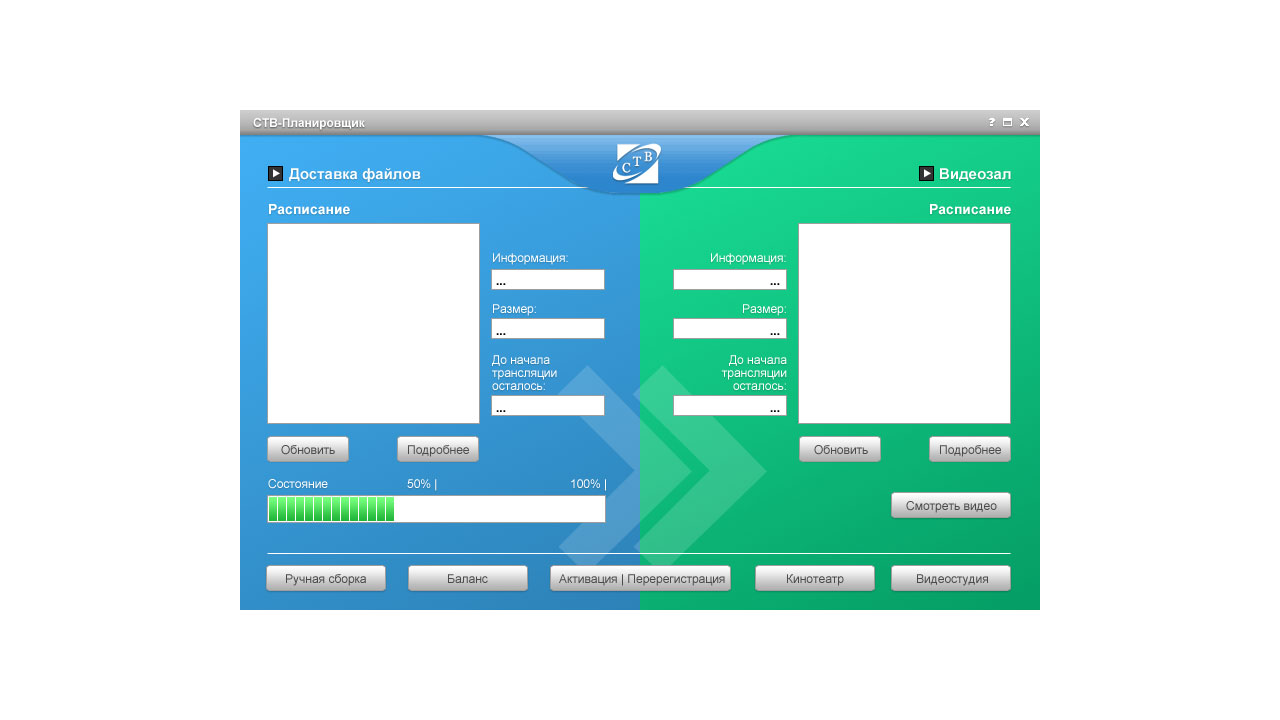 СТВ-Планировщик
?
СТВ
Доставка файлов
Видеозал
Расписание
Расписание
Информация:
...
Размер:
...
До начала
трансляции
осталось:
...
Информация:
...
Размер:
...
До начала
трансляции
осталось:
...
Обновить
Подробнее
Обновить
Подробнее
Состояние 50% | 100% |
Смотреть видео
Ручная сборка
Баланс
Активация | Перерегистрация
Кинотеатр
Видеостудия